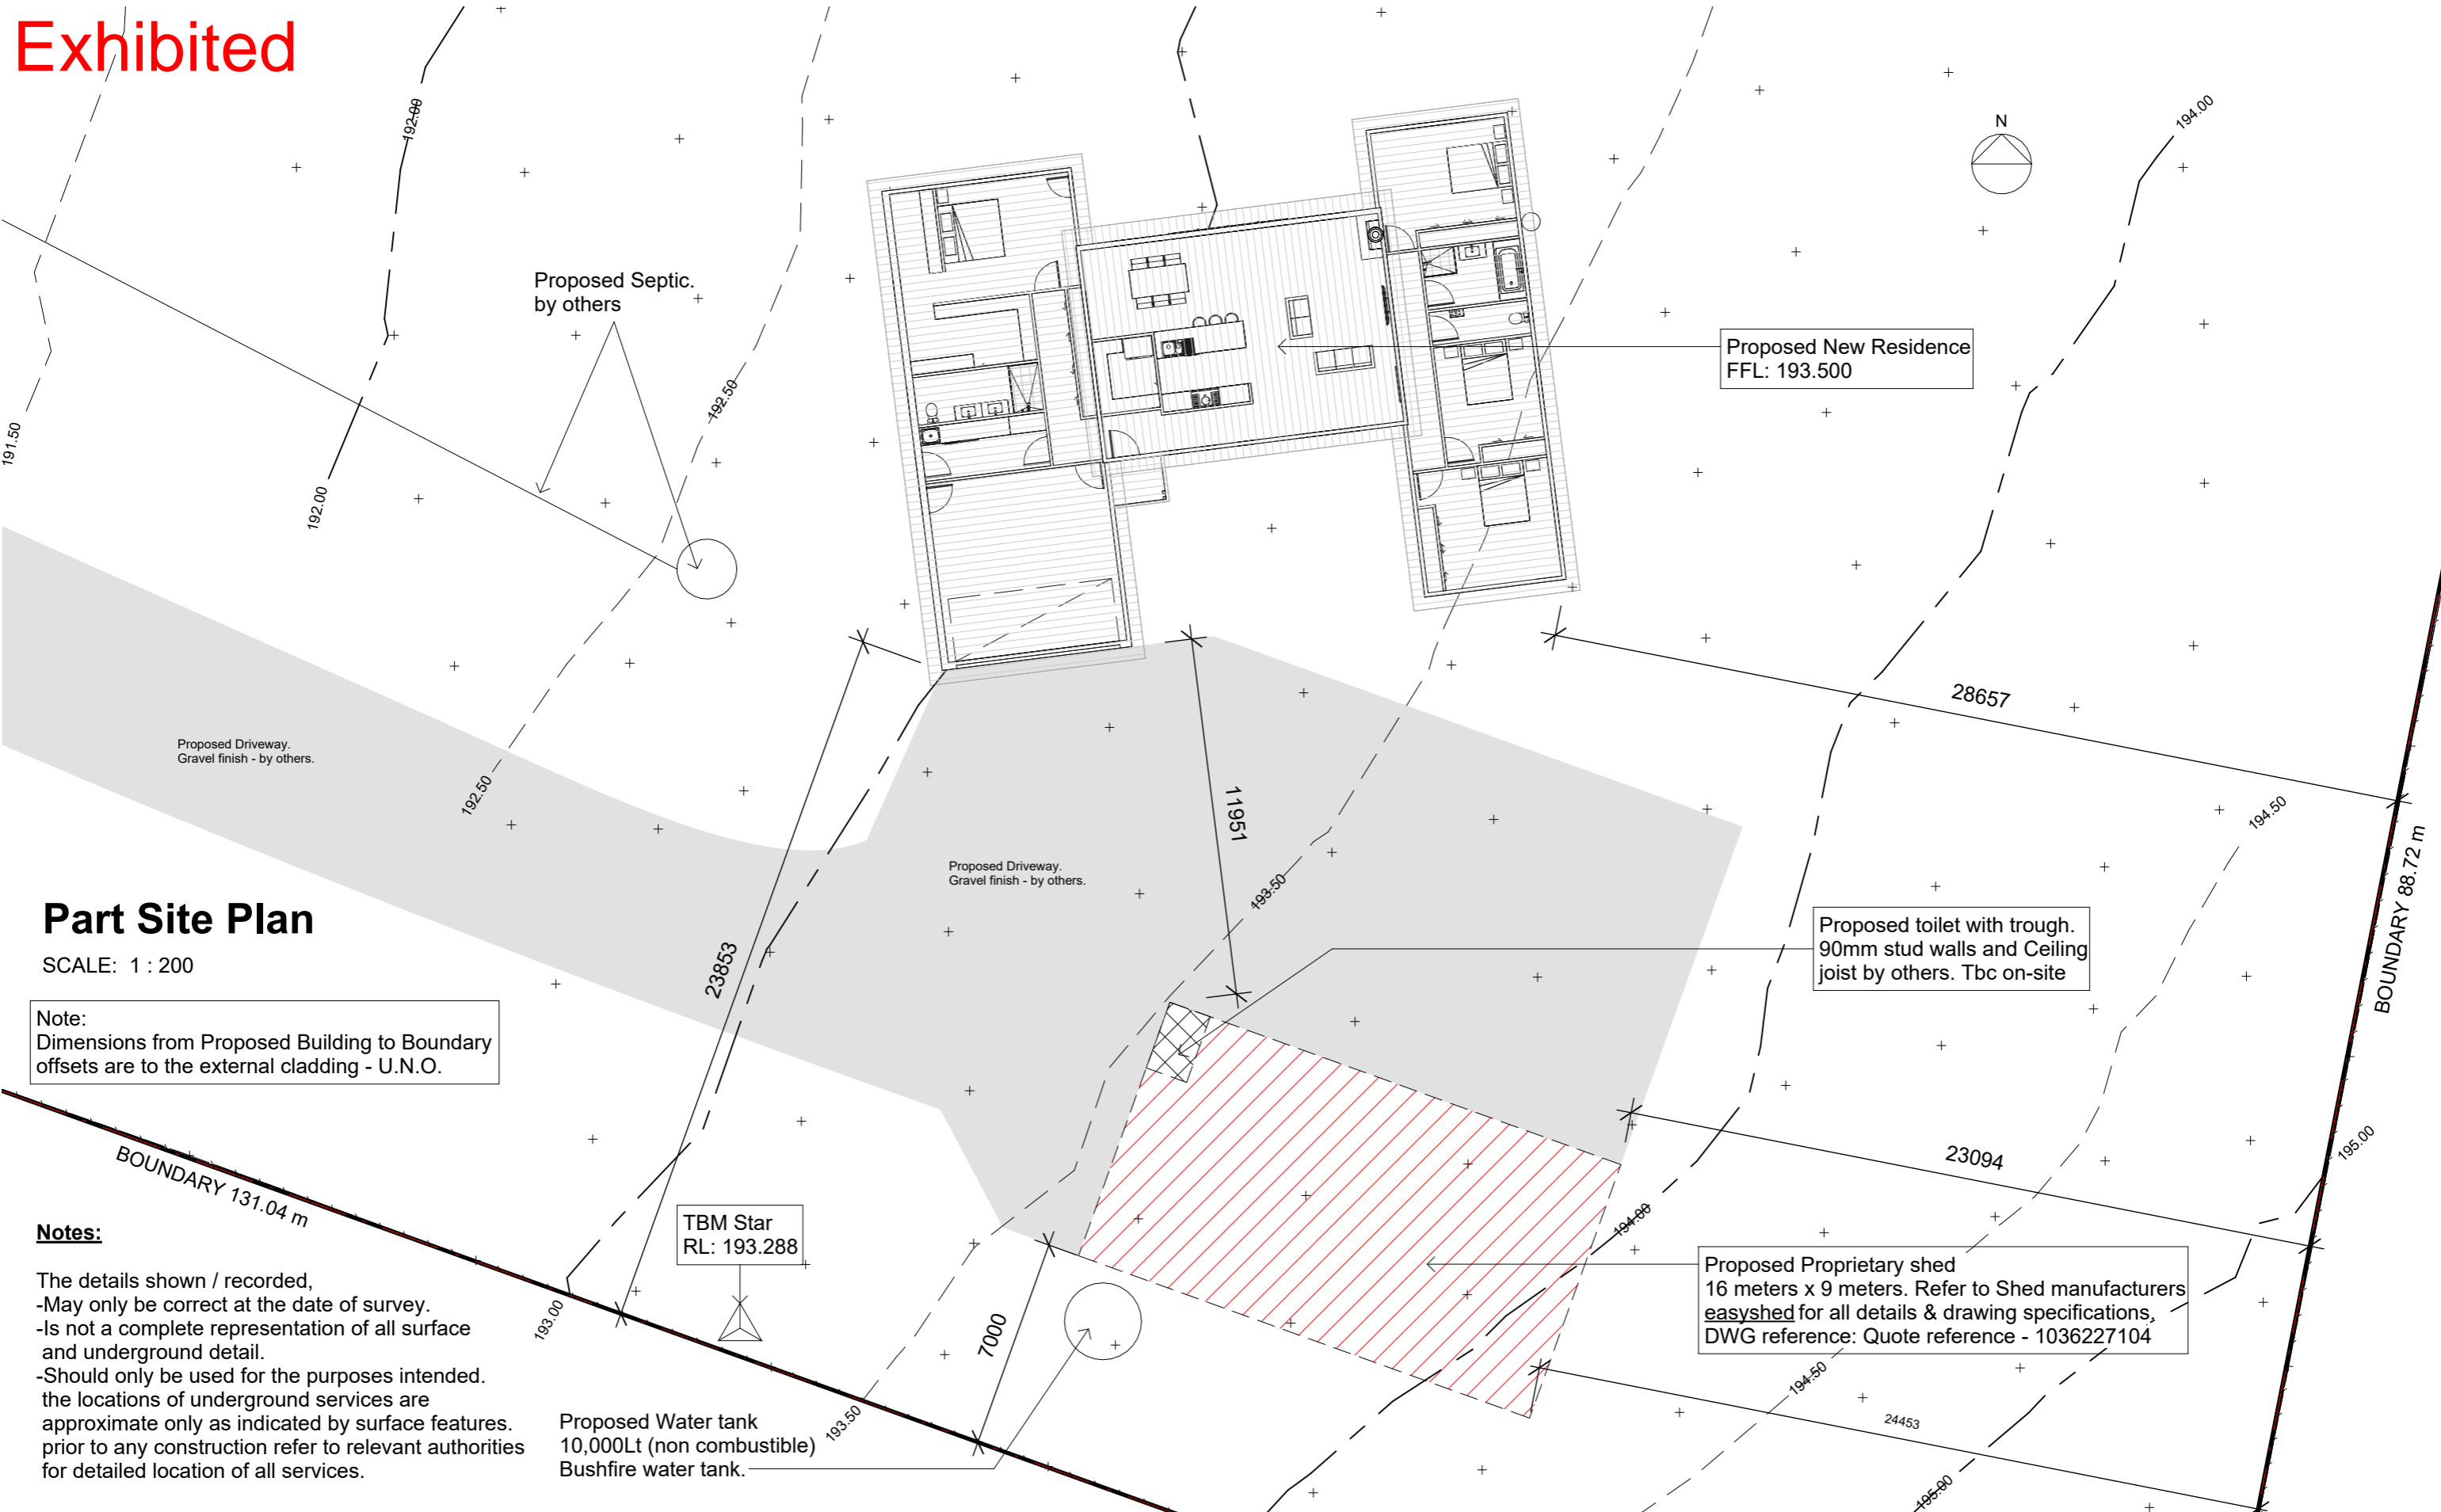 Exhibited
192.00
194.00
N
Proposed Septic.
by others
Proposed New Residence
FFL: 193.500
192.50
191.50
192.00
28657
Proposed Driveway.
Gravel finish - by others.
192.50
11951
194.50
BOUNDARY 88.72 m
Proposed Driveway.
Gravel finish - by others.
193.50
Part Site Plan
SCALE: 1 : 200
23853
Proposed toilet with trough.
90mm stud walls and Ceiling
joist by others. Tbc on-site
Note:
Dimensions from Proposed Building to Boundary
offsets are to the external cladding - U.N.O.
BOUNDARY 131.04 m
23094
195.00
TBM Star
RL: 193.288
194.00
Notes:
The details shown / recorded,
-May only be correct at the date of survey.
-Is not a complete representation of all surface
and underground detail.
-Should only be used for the purposes intended.
the locations of underground services are
approximate only as indicated by surface features.
prior to any construction refer to relevant authorities
for detailed location of all services.
193.00
7000
Proposed Proprietary shed
16 meters x 9 meters. Refer to Shed manufacturers
easyshed for all details & drawing specifications,
DWG reference: Quote reference - 1036227104
194.50
24453
193.50
Proposed Water tank
10,000Lt (non combustible)
Bushfire water tank.
195.00